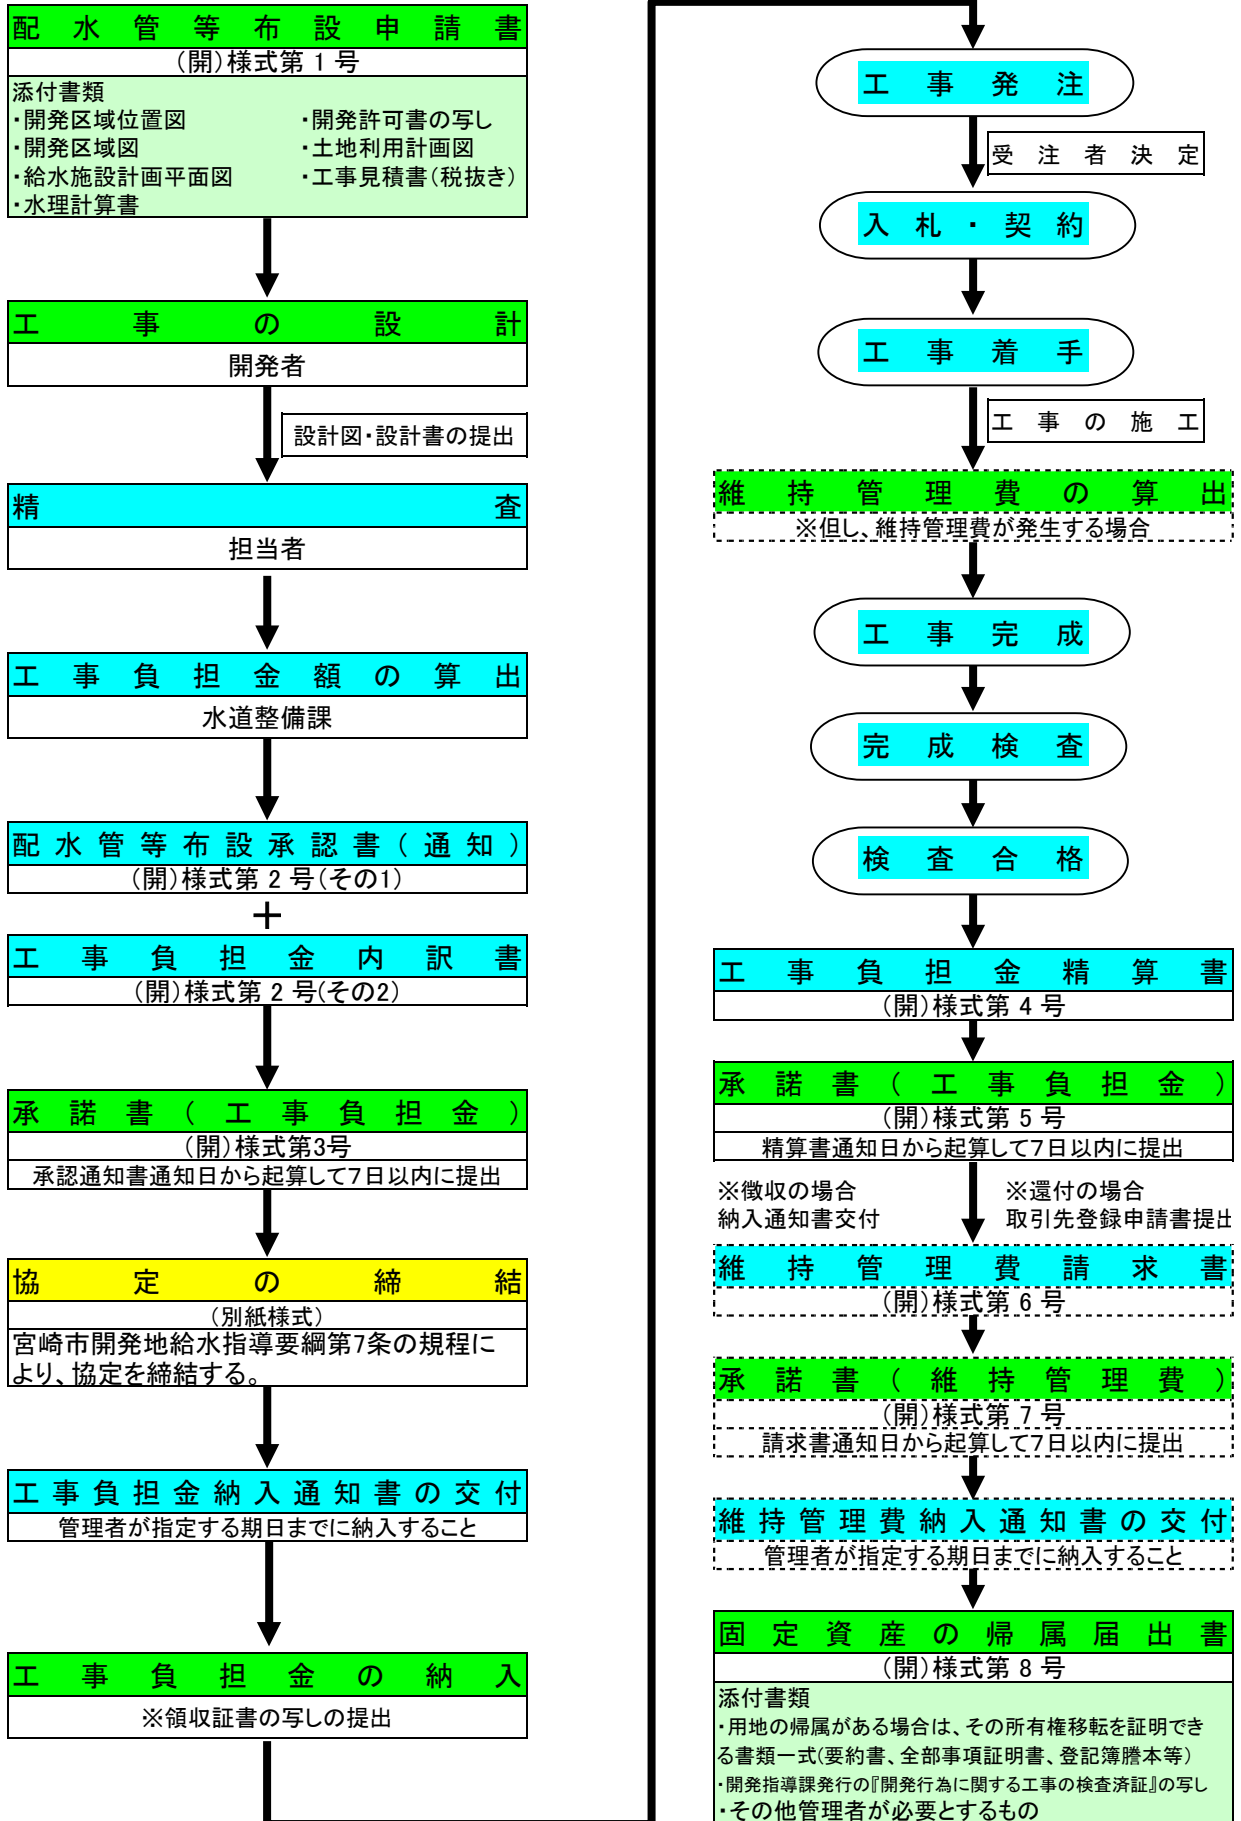 配水管等布設申請書
(開)様式第 1 号
添付書類
・開発区域位置図 ・開発許可書の写し
・開発区域図 ・土地利用計画図
・給水施設計画平面図 ・工事見積書(税抜き)
・水理計算書
工事の設計
開発者
設計図・設計書の提出
精査
担当者
工事負担金額の算出
水道整備課
配水管等布設承認書(通知)
(開)様式第 2 号(その1)
＋
工事負担金内訳書
(開)様式第 2 号(その2)
承諾書(工事負担金)
(開)様式第3号
承認通知書通知日から起算して7日以内に提出
協定の締結
(別紙様式)
宮崎市開発地給水指導要綱第7条の規程に
より、協定を締結する。
工事負担金納入通知書の交付
管理者が指定する期日までに納入すること
工事負担金の納入
※領収証書の写しの提出
工事発注
受注者決定
入札・契約
工事着手
工事の施工
維持管理費の算出
※但し、維持管理費が発生する場合
工事完成
完成検査
検査合格
工事負担金精算書
(開)様式第 4 号
承諾書(工事負担金)
(開)様式第 5 号
精算書通知日から起算して7日以内に提出
※徴収の場合 ※還付の場合
納入通知書交付 取引先登録申請書提出
維持管理費請求書
(開)様式第 6 号
承諾書(維持管理費)
(開)様式第 7 号
請求書通知日から起算して7日以内に提出
維持管理費納入通知書の交付
管理者が指定する期日までに納入すること
固定資産の帰属届出書
(開)様式第 8 号
添付書類
・用地の帰属がある場合は、その所有権移転を証明でき
る書類一式(要約書、全部事項証明書、登記簿謄本等)
・開発指導課発行の『開発行為に関する工事の検査済証』の写し
・その他管理者が必要とするもの